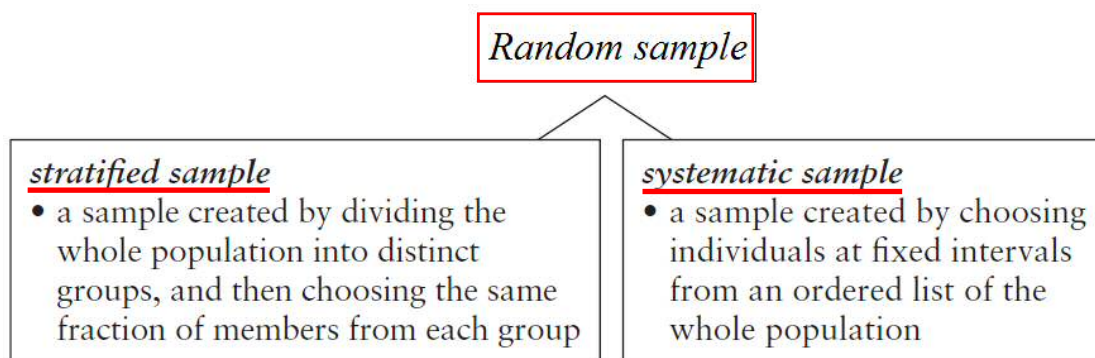 Random sample
stratified sample
• a sample created by dividing the
whole population into distinct
groups, and then choosing the same
fraction of members from each group
systematic sample
• a sample created by choosing
individuals at fixed intervals
from an ordered list of the
whole population